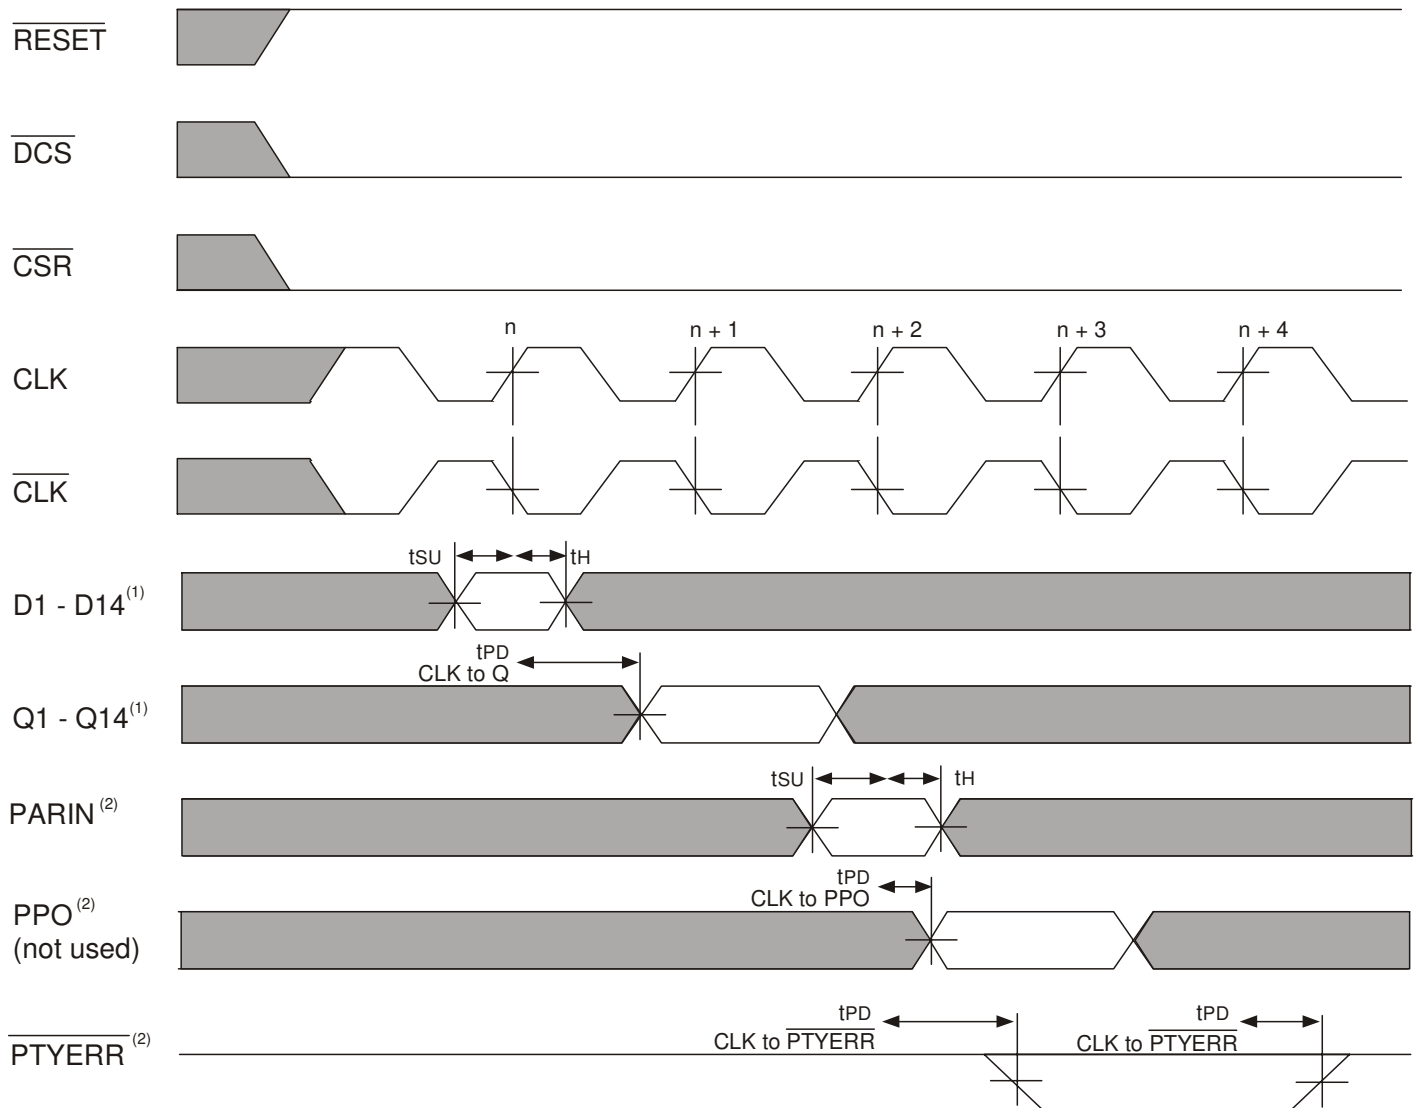 RESET
DCS
CSR
n n + 1 n + 2 n + 3 n + 4
CLK
CLK
tSU tH
D1 - D14(1)
tPD
CLK to Q
Q1 - Q14(1)
tSU tH
PARIN(2)
tPD
CLK to PPO
PPO(2)
(not used)
tPD tPD
CLK to PTYERR CLK to PTYERR
PTYERR(2)